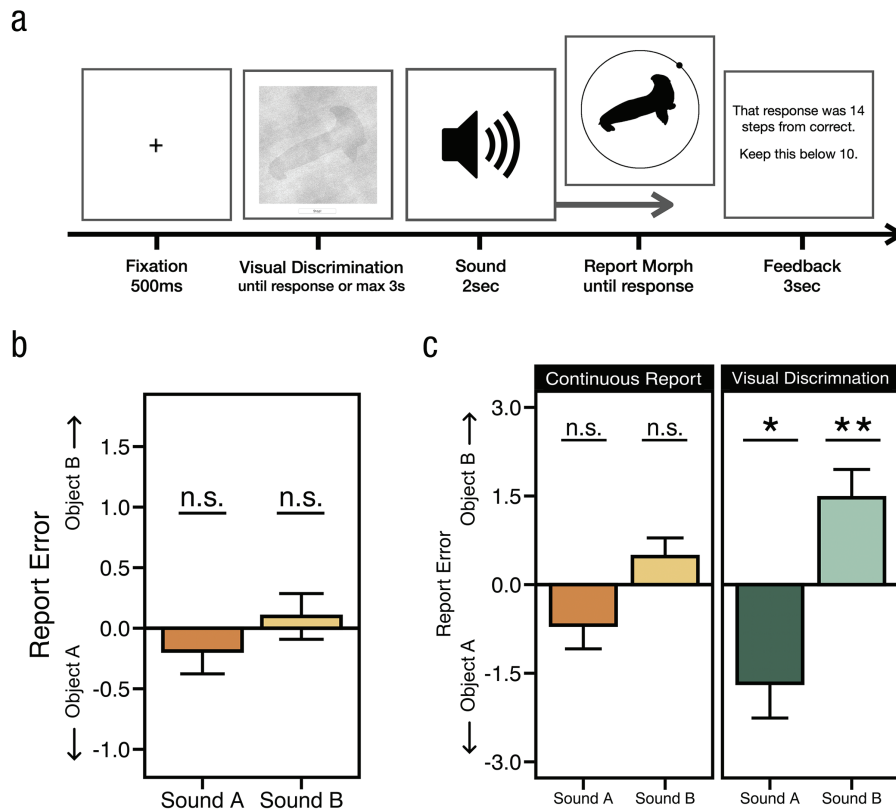 a
+
That response was 14
steps from correct.
Keep this below 10.
Fixation
500ms
Visual Discrimination
until response or max 3s
Sound
2sec
Report Morph
until response
Feedback
3sec
b
Report Error
Object A
Object B
1.5
1.0
0.5
0.0
-0.5
-1.0
n.s.
n.s.
Sound A
Sound B
c
Continuous Report
Visual Discrimnation
Report Error
Object A
Object B
3.0
1.5
0.0
-1.5
-3.0
n.s.
n.s.
*
**
Sound A
Sound B
Sound A
Sound B